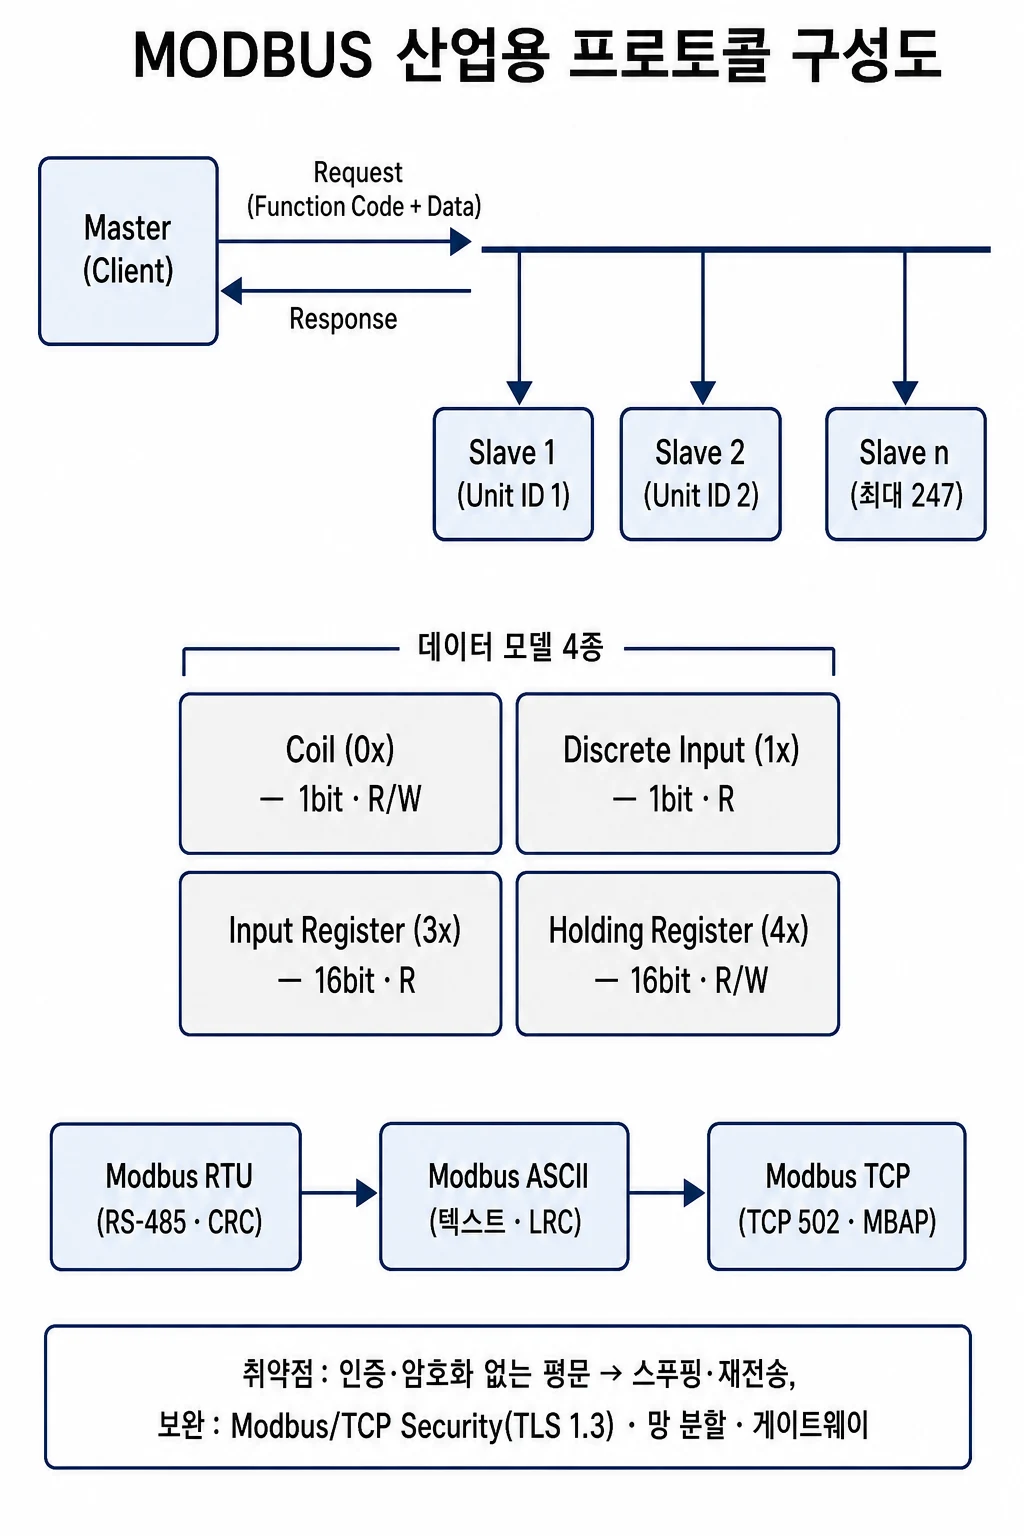 MODBUS 산업용 프로토콜 구성도
Master
(Client)
Request
(Function Code + Data)
Response
Slave 1
(Unit ID 1)
Slave 2
(Unit ID 2)
Slave n
(최대 247)
데이터 모델 4종
Coil (0x)
— 1bit · R/W
Discrete Input (1x)
— 1bit · R
Input Register (3x)
— 16bit · R
Holding Register (4x)
— 16bit · R/W
Modbus RTU
(RS-485 · CRC)
Modbus ASCII
(텍스트 · LRC)
Modbus TCP
(TCP 502 · MBAP)
취약점 : 인증·암호화 없는 평문 → 스푸핑·재전송,
보완 : Modbus/TCP Security(TLS 1.3) · 망 분할 · 게이트웨이